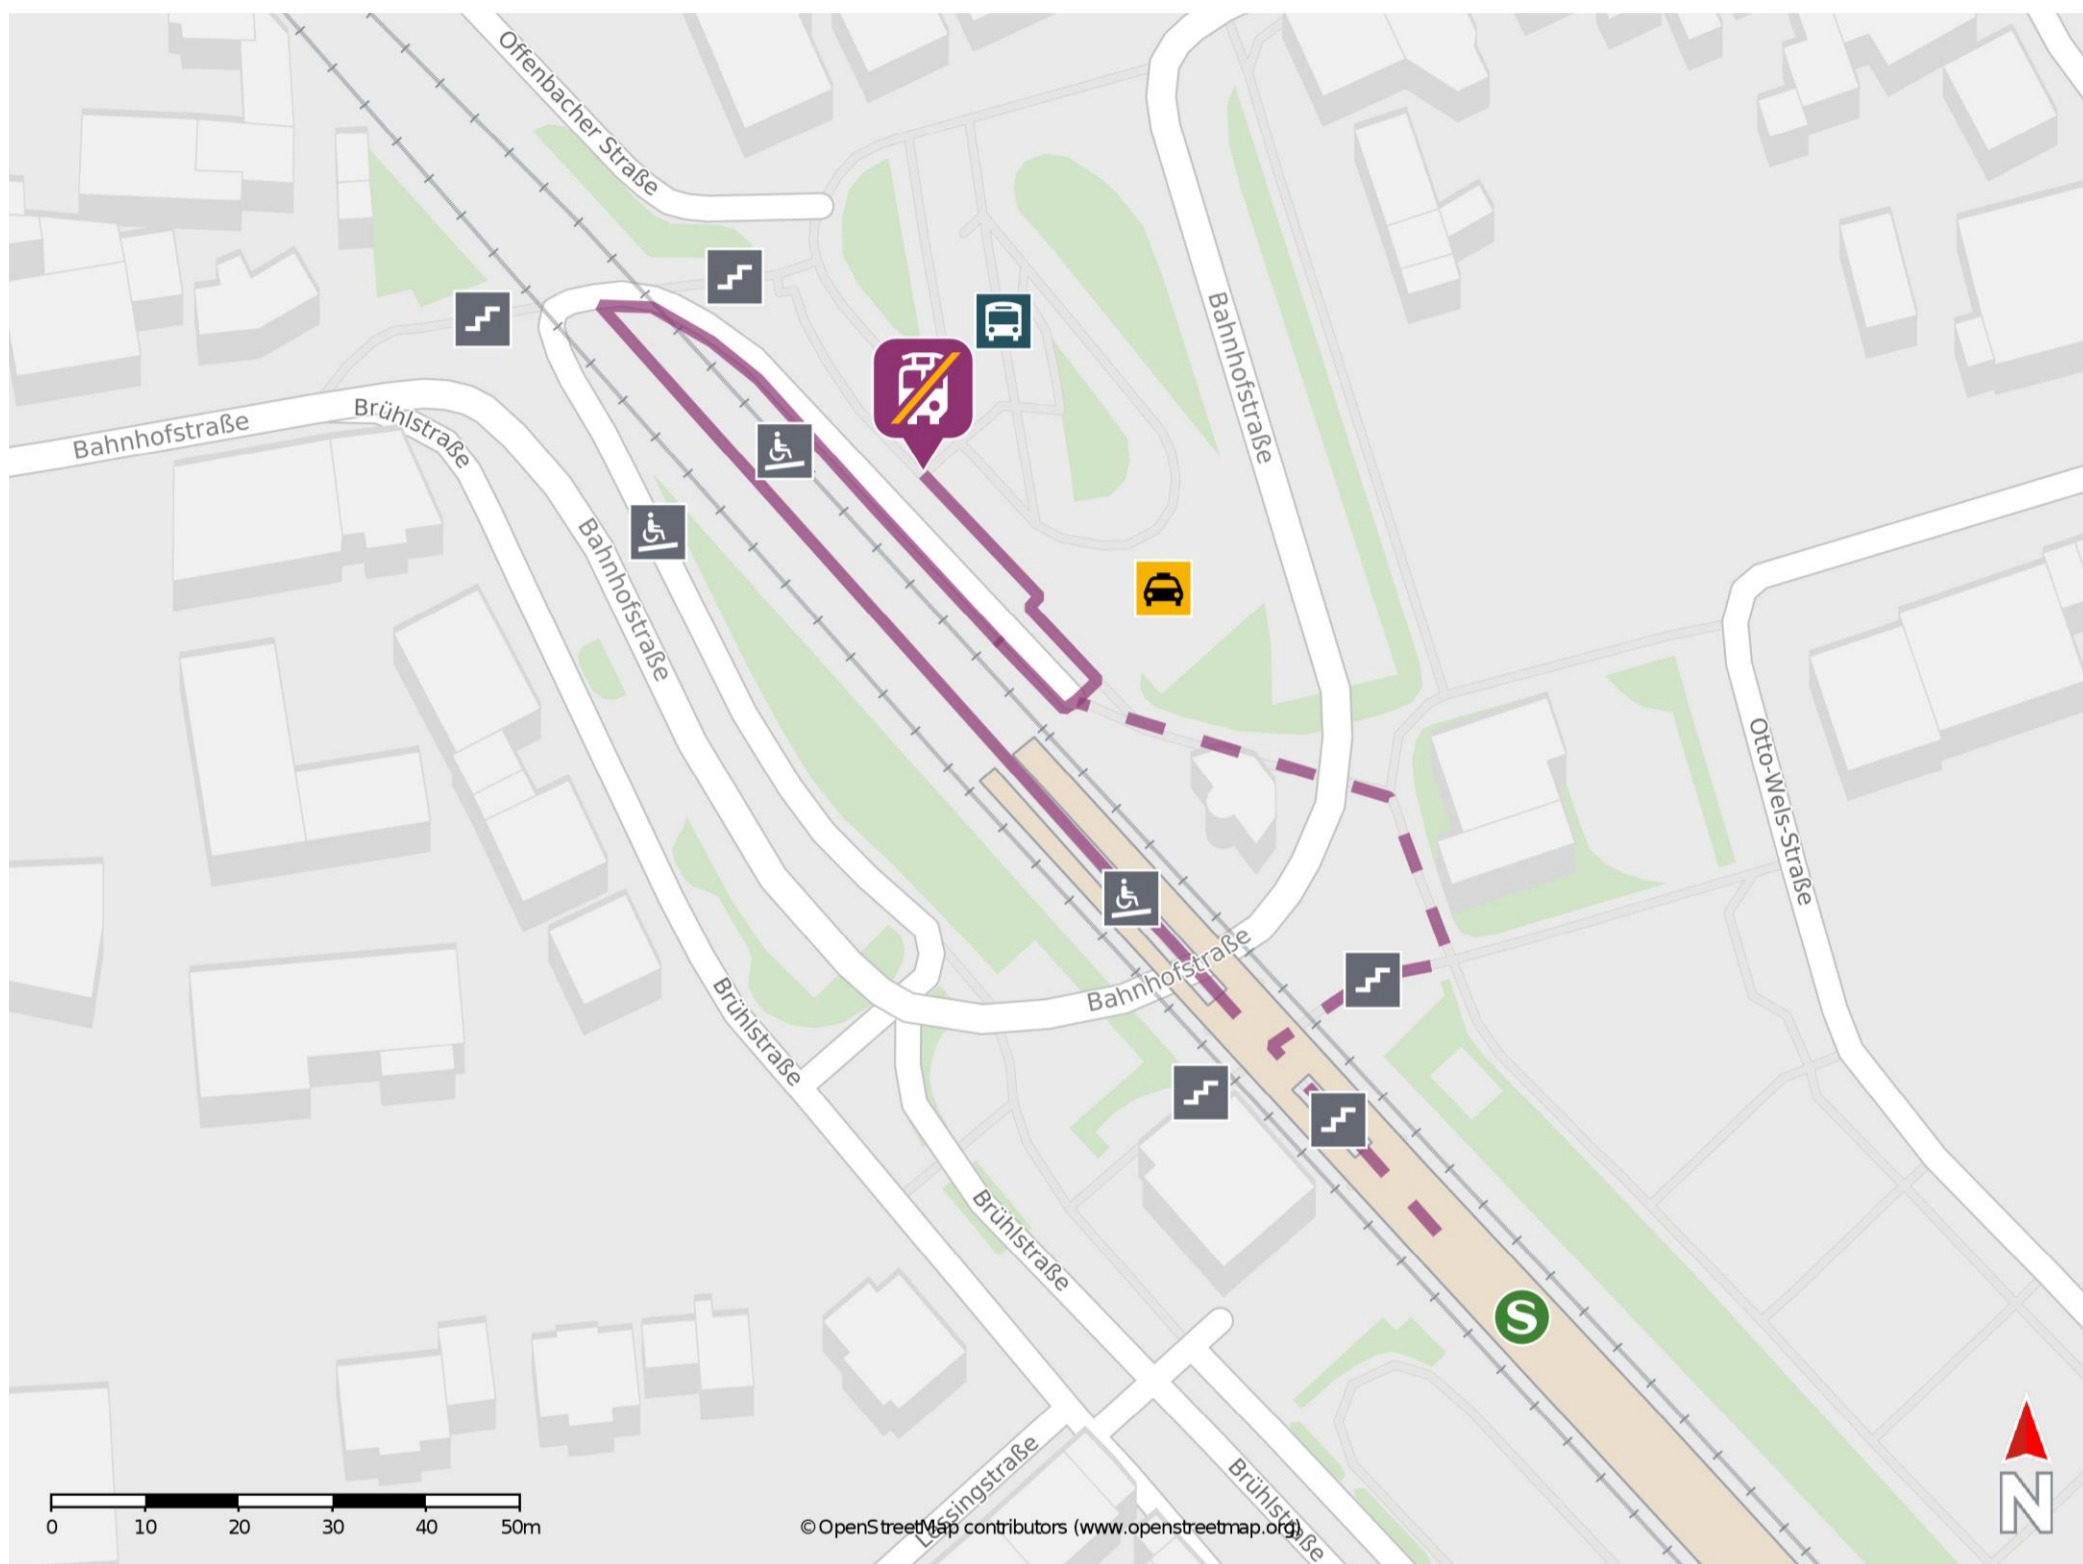 Offenbacher Straße
Bahnhofstraße
Bahnhofstraße
Brühlstraße
Bahnhofstraße
Otto-Wels-Straße
Bahnhofstraße
Brühlstraße
Brühlstraße
S
Lessingstraße
Brühlstraße
0 10 20 30 40 50m
© OpenStreetMap contributors (www.openstreetmap.org)
N